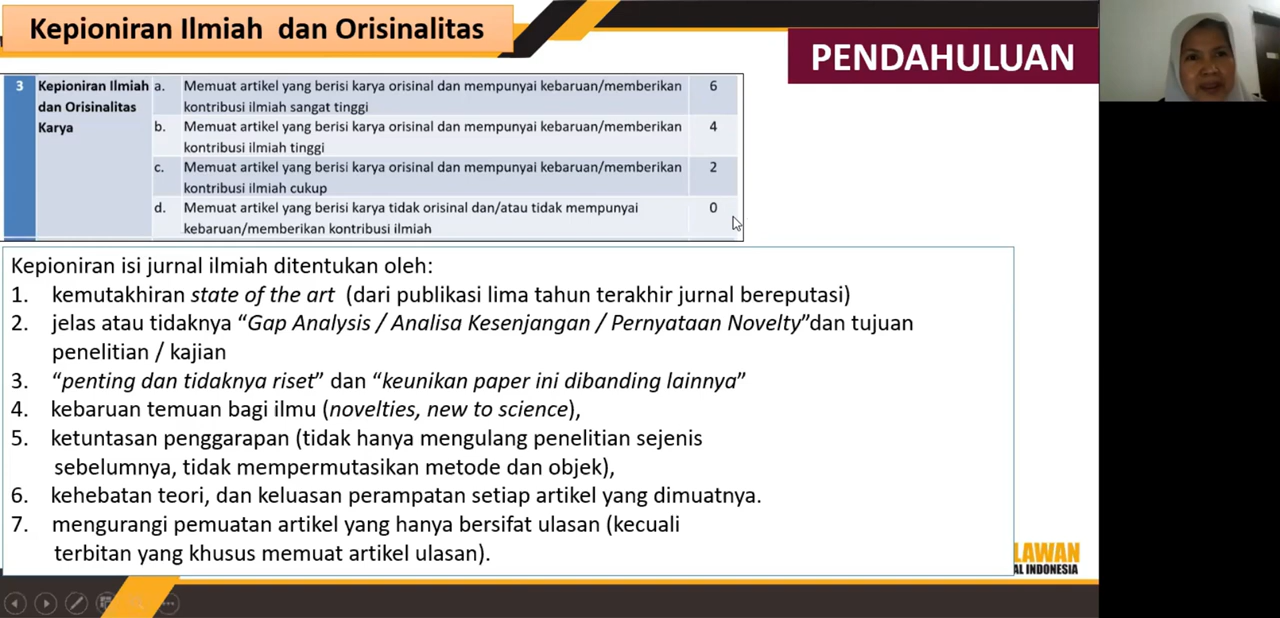 Kepioniran Ilmiah dan Orisinalitas
PENDAHULUAN
3 Kepioniran Ilmiah a. Memuat artikel yang berisi karya orisinal dan mempunyai kebaruan/memberikan 6
dan Orisinalitas kontribusi ilmiah sangat tinggi
Karya b. Memuat artikel yang berisi karya orisinal dan mempunyai kebaruan/memberikan 4
kontribusi ilmiah tinggi
c. Memuat artikel yang berisi karya orisinal dan mempunyai kebaruan/memberikan 2
kontribusi ilmiah cukup
d. Memuat artikel yang berisi karya tidak orisinal dan/atau tidak mempunyai 0
kebaruan/memberikan kontribusi ilmiah
Kepioniran isi jurnal ilmiah ditentukan oleh:
1. kemutakhiran state of the art (dari publikasi lima tahun terakhir jurnal bereputasi)
2. jelas atau tidaknya “Gap Analysis / Analisa Kesenjangan / Pernyataan Novelty”dan tujuan
penelitian / kajian
3. “penting dan tidaknya riset” dan “keunikan paper ini dibanding lainnya”
4. kebaruan temuan bagi ilmu (novelties, new to science),
5. ketuntasan penggarapan (tidak hanya mengulang penelitian sejenis
sebelumnya, tidak mempermutasikan metode dan objek),
6. kehebatan teori, dan keluasan perampatan setiap artikel yang dimuatnya.
7. mengurangi pemuatan artikel yang hanya bersifat ulasan (kecuali
terbitan yang khusus memuat artikel ulasan).
LAWAN
AL INDONESIA